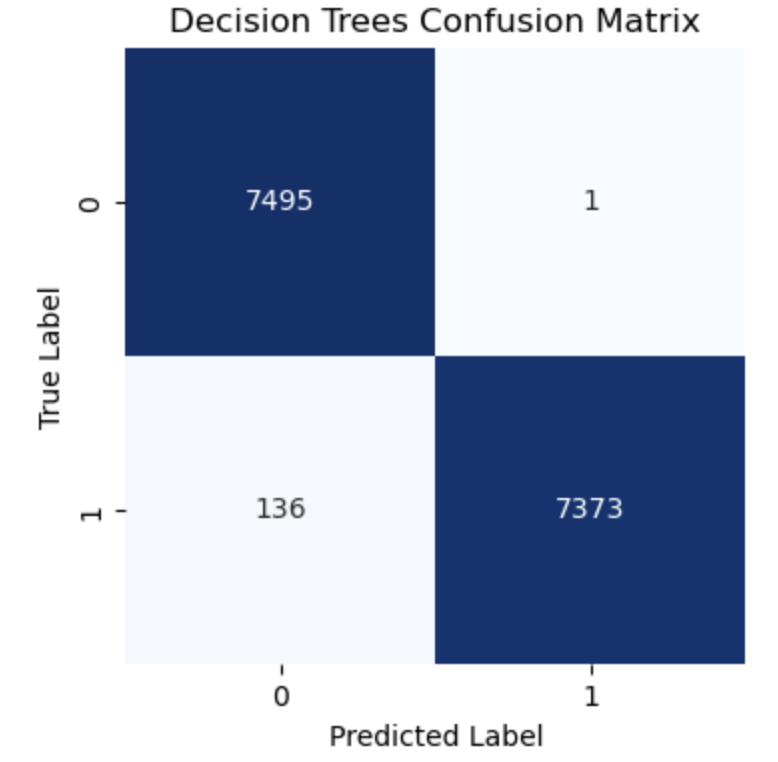 Decision Trees Confusion Matrix
True Label
0
7495
1
1
136
7373
0
1
Predicted Label